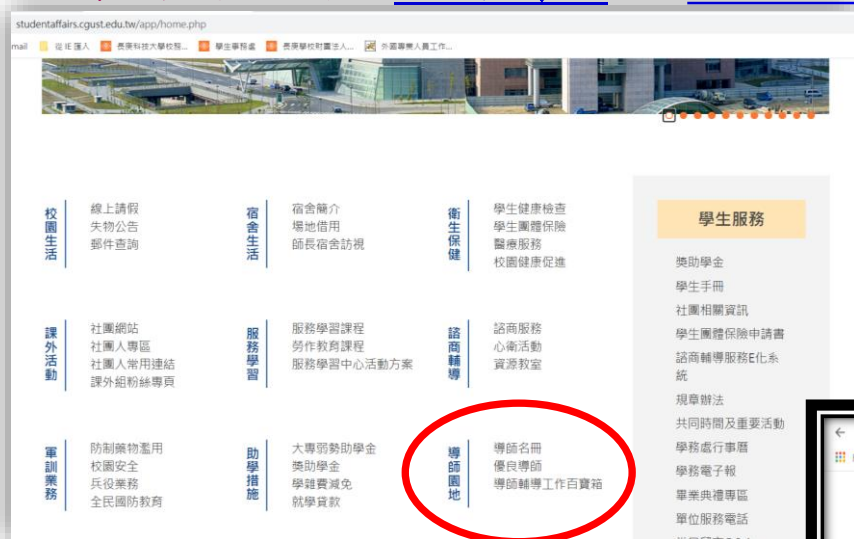 studentaffairs.cgust.edu.tw/app/home.php
mail 從 IE 匯入 長庚科技大學校務... 學生事務處 長庚學校財團法人... 外國專業人員工作...
校園生活
線上請假
失物公告
郵件查詢
宿舍生活
宿舍簡介
場地借用
師長宿舍訪視
衛生保健
學生健康檢查
學生團體保險
醫療服務
校園健康促進
課外活動
社團網站
社團人專區
社團人常用連結
課外組粉絲專頁
服務學習
服務學習課程
勞作教育課程
服務學習中心活動方案
諮商輔導
諮商服務
心衛活動
資源教室
軍訓業務
防制藥物濫用
校園安全
兵役業務
全民國防教育
助學措施
大專弱勢助學金
獎助學金
學雜費減免
就學貸款
導師園地
導師名冊
優良導師
導師輔導工作百寶箱
學生服務
獎助學金
學生手冊
社團相關資訊
學生團體保險申請書
諮商輔導服務E化系
統
規章辦法
共同時間及重要活動
學務處行事曆
學務電子報
畢業典禮專區
單位服務電話